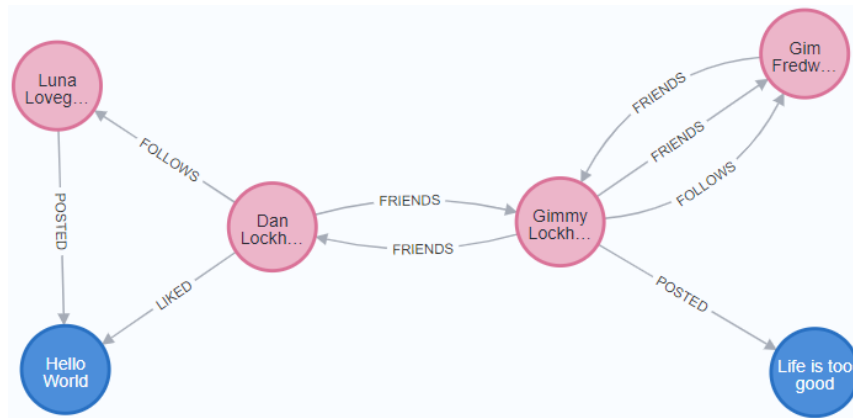 Luna
Loveg…
Gim
Fredw…
FRIENDS
FRIENDS
FOLLOWS
FOLLOWS
POSTED
Dan
Lockh…
FRIENDS
FRIENDS
Gimmy
Lockh…
LIKED
POSTED
Hello
World
Life is too
good